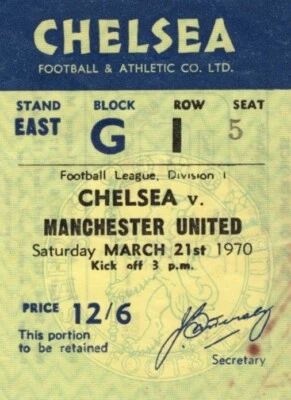 CHELSEA
FOOTBALL & ATHLETIC CO. LTD.
STAND BLOCK ROW SEAT
EAST G I 5
Football League, Division I
CHELSEA v.
MANCHESTER UNITED
Saturday MARCH 21st 1970
Kick off 3 p.m.
PRICE 12/6
This portion
to be retained
Secretary